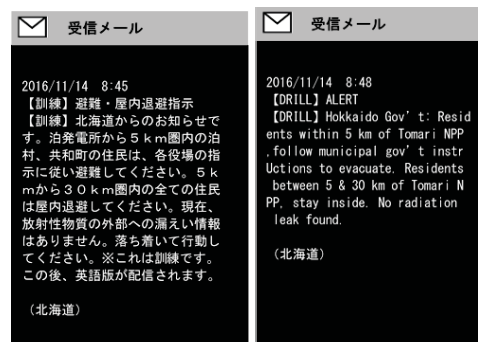 受信メール
2016/11/14 8:45
【訓練】避難・屋内退避指示
【訓練】北海道からのお知らせで
す。泊発電所から5km圏内の泊
村、共和町の住民は、各役場の指
示に従い避難してください。5k
mから30km圏内の全ての住民
は屋内退避してください。現在、
放射性物質の外部への漏えい情報
はありません。落ち着いて行動し
てください。※これは訓練です。
この後、英語版が配信されます。
（北海道）
受信メール
2016/11/14 8:48
【DRILL】ALERT
【DRILL】Hokkaido Gov't: Resid
ents within 5 km of Tomari NPP
,follow municipal gov't instr
Uctions to evacuate. Residents
between 5 & 30 km of Tomari N
PP, stay inside. No radiation
leak found.
（北海道）